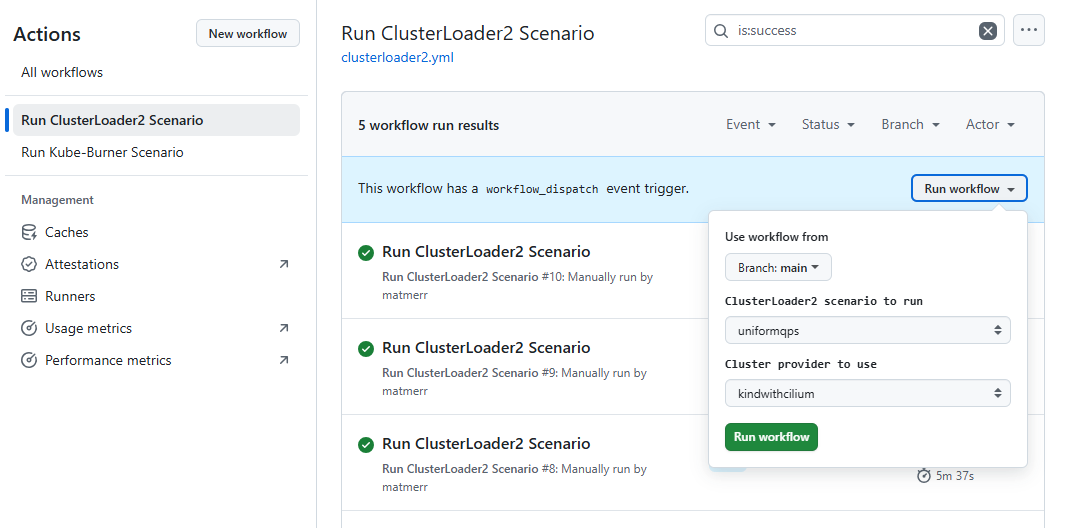 Actions
New workflow
All workflows
Run ClusterLoader2 Scenario
Run Kube-Burner Scenario
Management
Caches
Attestations
Runners
Usage metrics
Performance metrics
Run ClusterLoader2 Scenario
clusterloader2.yml
is:success
5 workflow run results
Event
Status
Branch
Actor
This workflow has a workflow_dispatch event trigger.
Run workflow
Run ClusterLoader2 Scenario
Run ClusterLoader2 Scenario #10: Manually run by
matmerr
Run ClusterLoader2 Scenario
Run ClusterLoader2 Scenario #9: Manually run by
matmerr
Run ClusterLoader2 Scenario
Run ClusterLoader2 Scenario #8: Manually run by
matmerr
5m 37s
Use workflow from
Branch: main
ClusterLoader2 scenario to run
uniformqps
Cluster provider to use
kindwithcilium
Run workflow